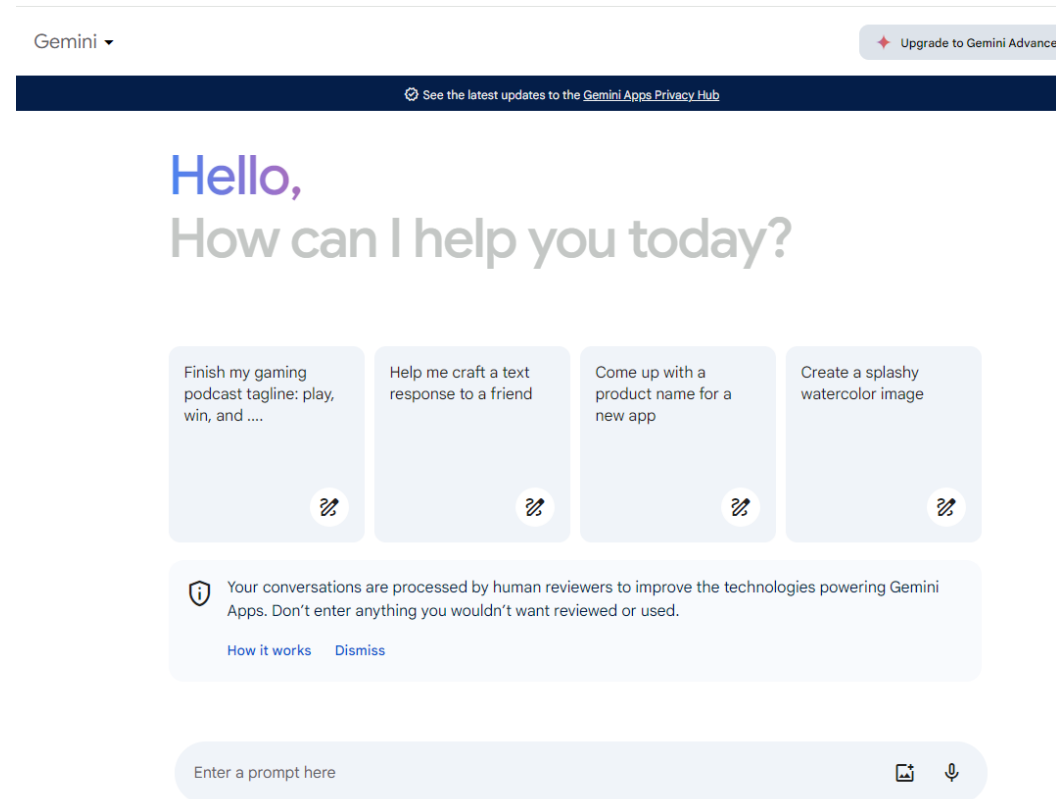 Gemini
Upgrade to Gemini Advance
See the latest updates to the Gemini Apps Privacy Hub
Hello,
How can I help you today?
Finish my gaming
podcast tagline: play,
win, and ....
Help me craft a text
response to a friend
Come up with a
product name for a
new app
Create a splashy
watercolor image
Your conversations are processed by human reviewers to improve the technologies powering Gemini
Apps. Don't enter anything you wouldn't want reviewed or used.
How it works
Dismiss
Enter a prompt here